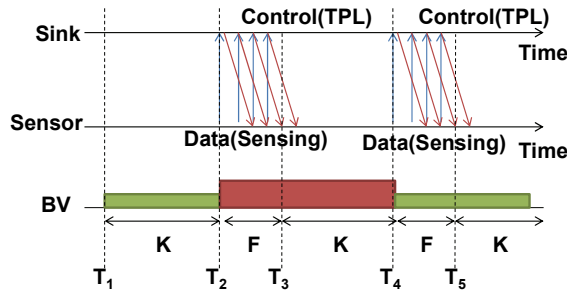 Control(TPL) Control(TPL)
Sink
Time
Sensor
Data(Sensing) Data(Sensing)
Time
BV
K F K F K
T1 T2 T3 T4 T5